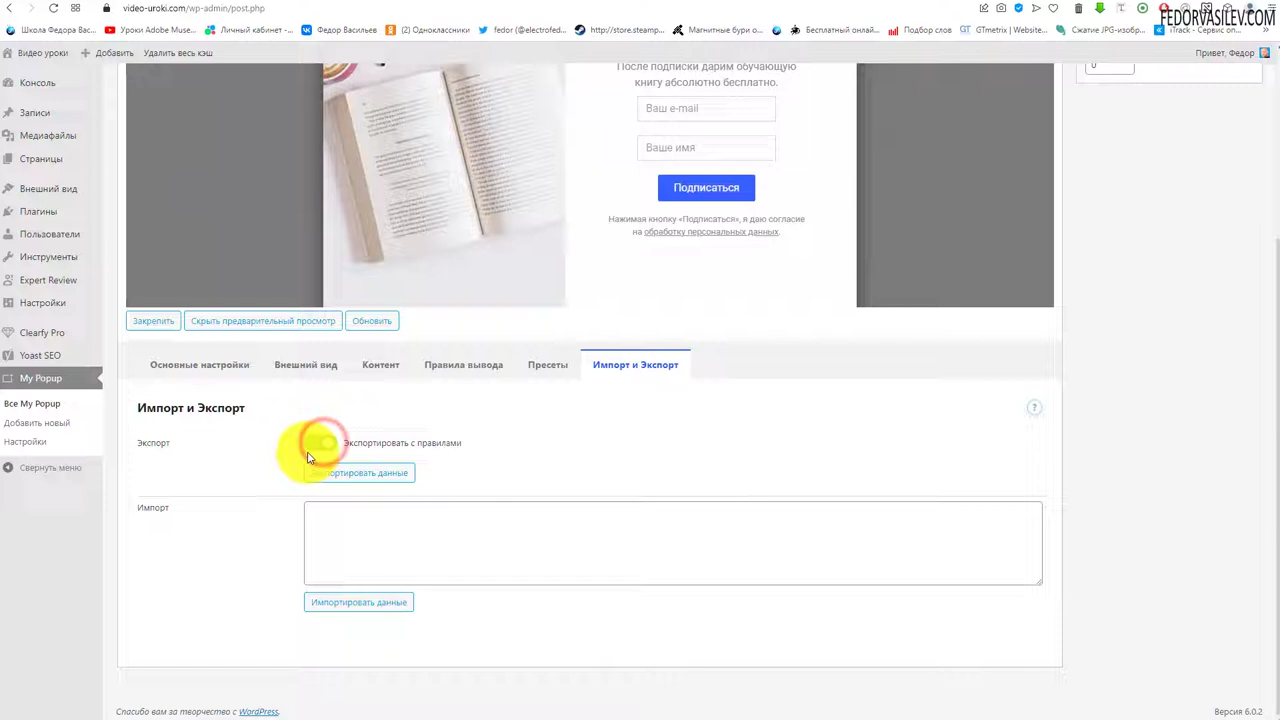 video-uroki.com/wp-admin/post.php
FEDORVASILEV.COM
Школа Федора Вас...
Уроки Adobe Muse...
Личный кабинет -...
Федор Васильев
(2) Одноклассники
fedor (@electrofed...
http://store.steamp...
Магнитные бури о...
Бесплатный онлай...
Подбор слов
GTmetrix | Website...
Сжатие JPG-изобр...
iTrack - Сервис оп...
Видео уроки
Добавить
Удалить весь кэш
Привет, Федор
Консоль
Записи
Медиафайлы
Страницы
Внешний вид
Плагины
Пользователи
Инструменты
Expert Review
Настройки
Clearfy Pro
Yoast SEO
My Popup
Все My Popup
Добавить новый
Настройки
Свернуть меню
После подписки дарим обучающую
книгу абсолютно бесплатно.
Ваш e-mail
Ваше имя
Подписаться
Нажимая кнопку «Подписаться», я даю согласие
на обработку персональных данных.
0
Закрепить
Скрыть предварительный просмотр
Обновить
Основные настройки
Внешний вид
Контент
Правила вывода
Пресеты
Импорт и Экспорт
Импорт и Экспорт
?
Экспорт
Экспортировать с правилами
портировать данные
Импорт
Импортировать данные
Спасибо вам за творчество с WordPress.
Версия 6.0.2